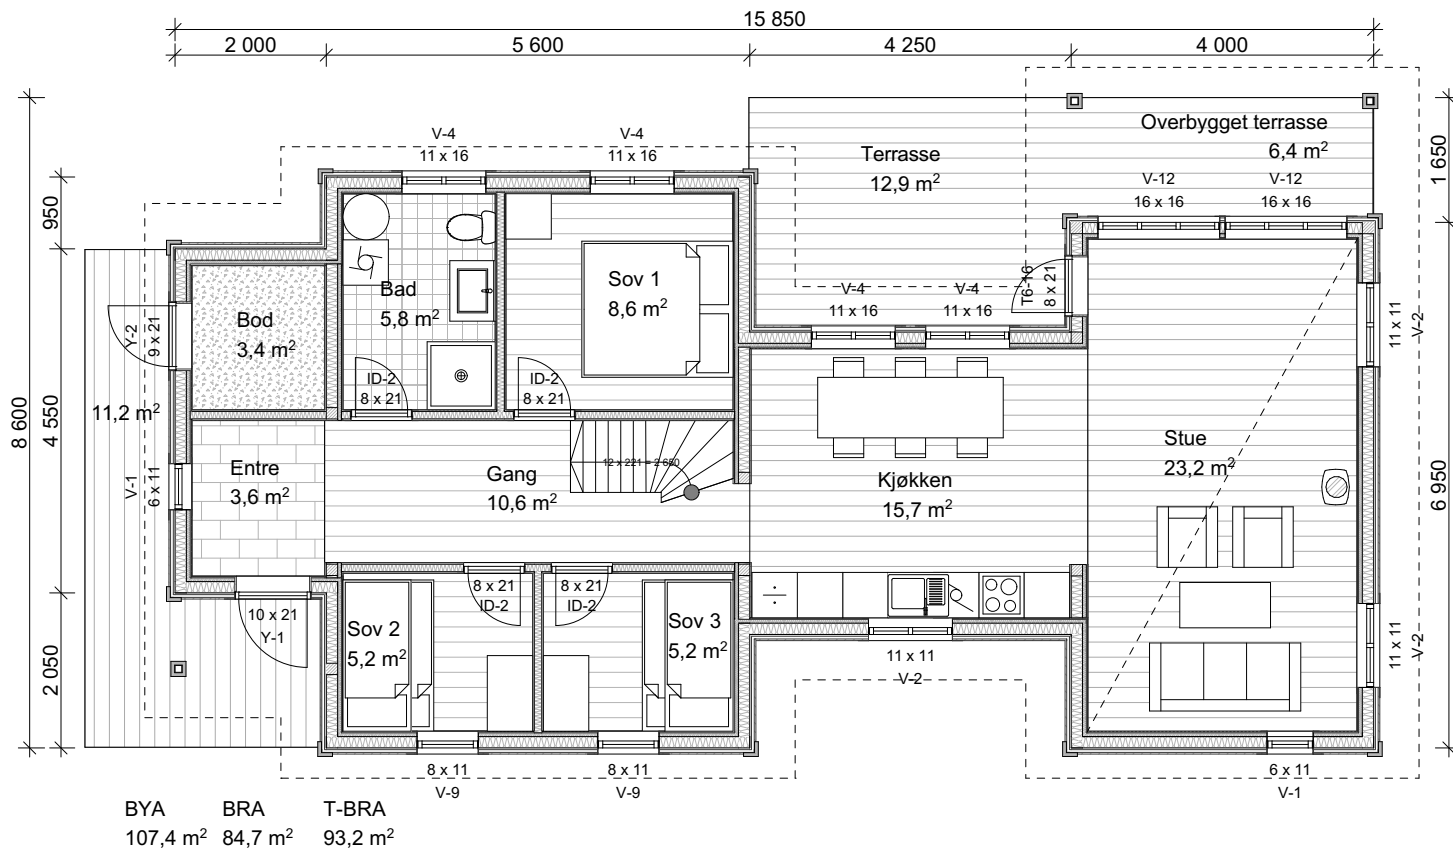 15 850
2 000
5 600
4 250
4 000
8 600
950
4 550
2 050
1 650
6 950
V-4
11 x 16
V-4
11 x 16
Terrasse
12,9 m²
Overbygget terrasse
6,4 m²
V-12
16 x 16
V-12
16 x 16
Bod
3,4 m²
Y-2
9 x 21
Bad
5,8 m²
ID-2
8 x 21
Sov 1
8,6 m²
ID-2
8 x 21
V-4
11 x 16
V-4
11 x 16
T6-16
8 x 21
11 x 11
V-2
11,2 m²
V-1
6 x 11
Entre
3,6 m²
Gang
10,6 m²
12 x 221 = 2 650
Kjøkken
15,7 m²
Stue
23,2 m²
10 x 21
Y-1
Sov 2
5,2 m²
8 x 21
ID-2
8 x 21
ID-2
Sov 3
5,2 m²
11 x 11
V-2
11 x 11
V-2
8 x 11
V-9
8 x 11
V-9
6 x 11
V-1
BYA BRA T-BRA
107,4 m² 84,7 m² 93,2 m²